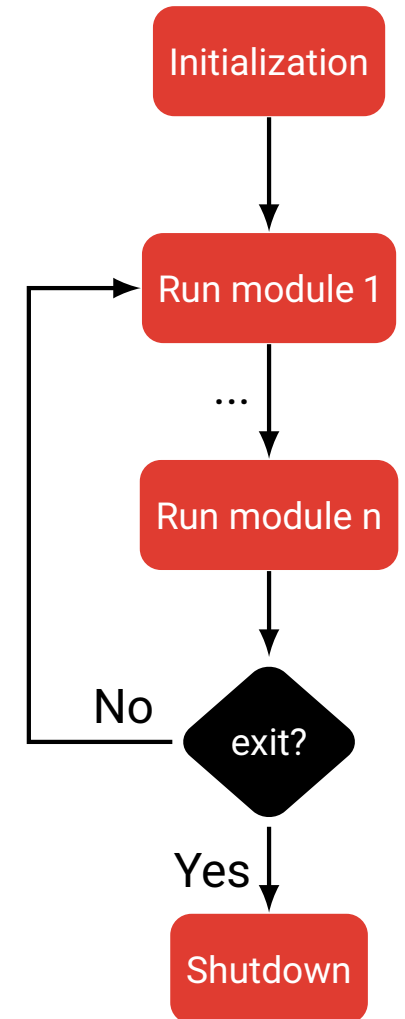 Initialization
Run module 1
...
Run module n
No
exit?
Yes
Shutdown